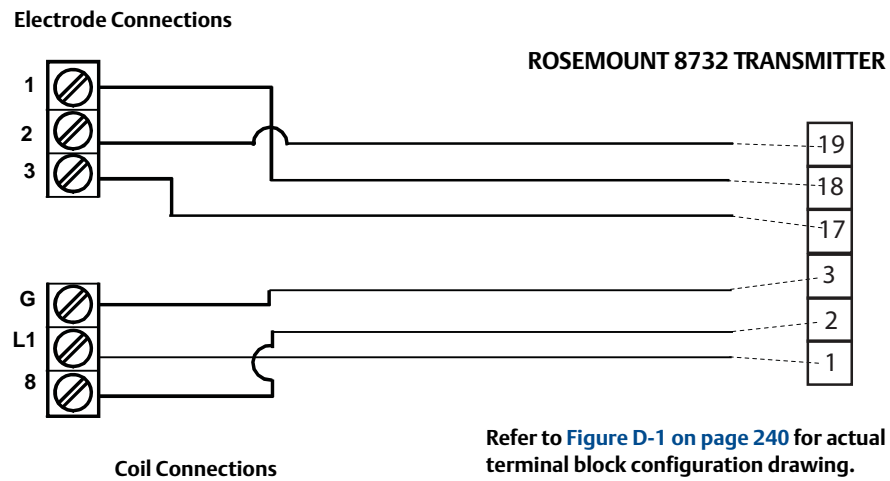 Electrode Connections
ROSEMOUNT 8732 TRANSMITTER
1
2
3
19
18
17
G
L1
8
3
2
1
Coil Connections
Refer to Figure D-1 on page 240 for actual
terminal block configuration drawing.